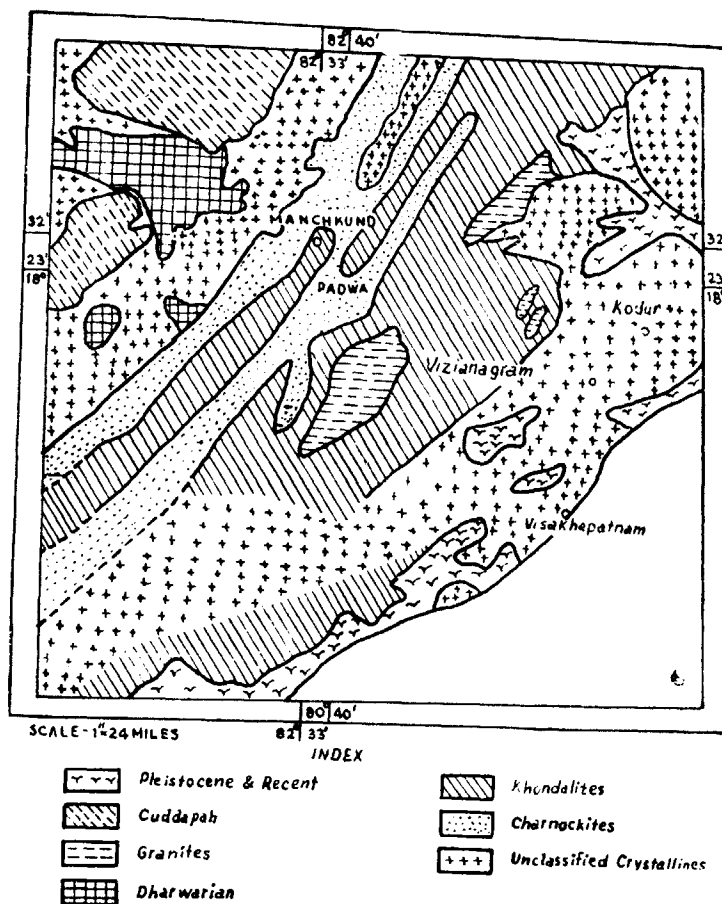 82° 40'
82° 33'
MANCHKUND
32'
32'
23'
18°
23'
18°
PADWA
Kodur
Vizianagram
Visakhapatnam
80° 40'
82° 33'
SCALE-1"=24 MILES
INDEX
Pleistocene & Recent
Cuddapah
Granites
Dharwarian
Khondalites
Charnockites
Unclassified Crystallines